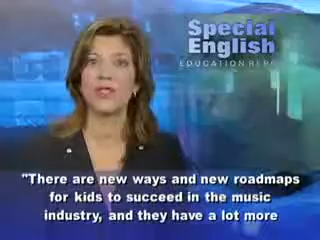 Special
English
EDUCATION REPO
"There are new ways and new roadmaps
for kids to succeed in the music
industry, and they have a lot more